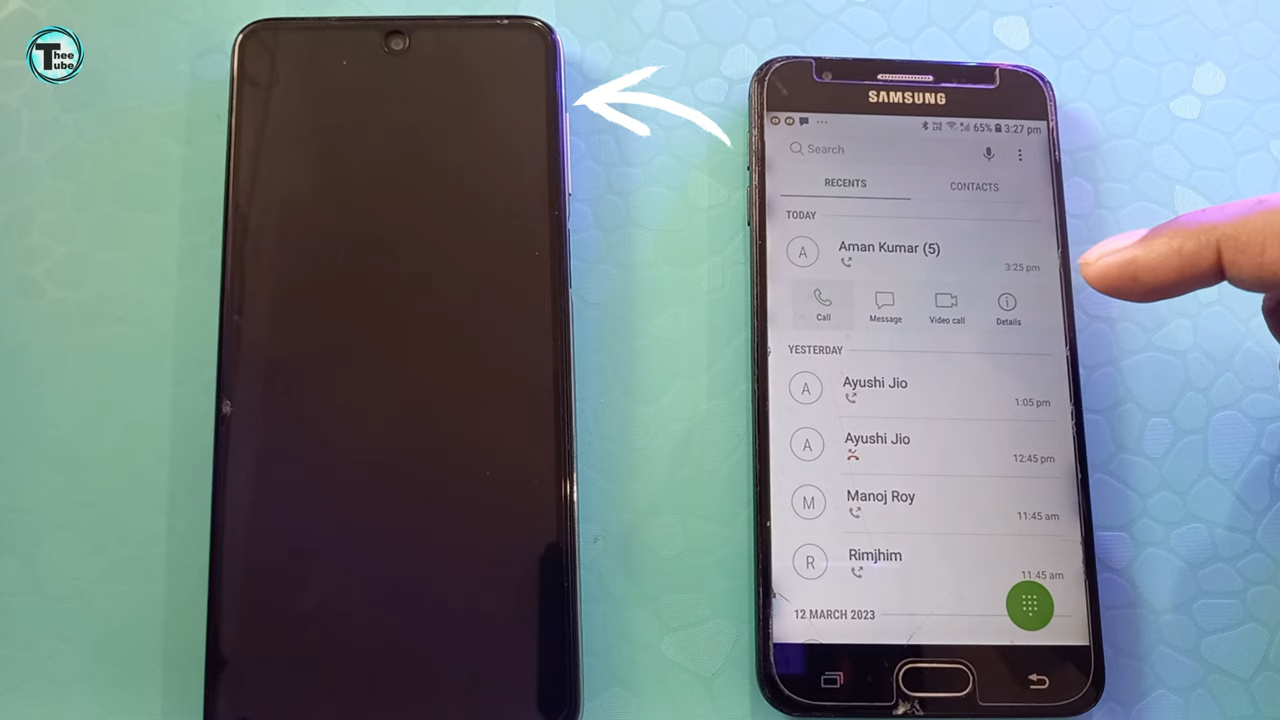 Thee
Tube
SAMSUNG
65% 3:27 pm
Search
RECENTS CONTACTS
TODAY
A Aman Kumar (5)
3:25 pm
Call Message Video call Details
YESTERDAY
A Ayushi Jio
1:05 pm
A Ayushi Jio
12:45 pm
M Manoj Roy
11:45 am
R Rimjhim
11:45 am
12 MARCH 2023